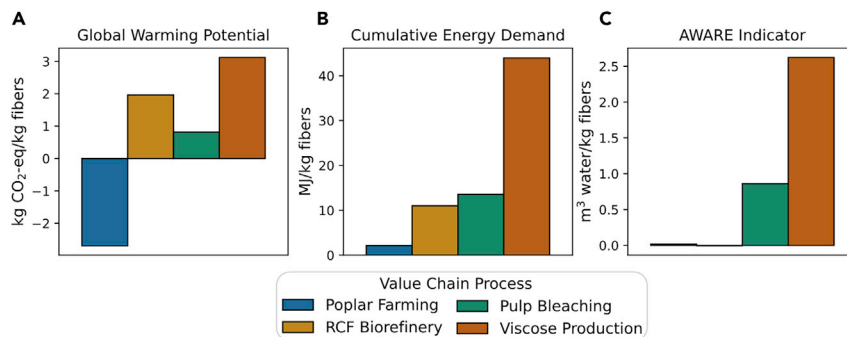 A
Global Warming Potential
kg CO₂-eq/kg fibers
3
2
1
0
−1
−2
B
Cumulative Energy Demand
MJ/kg fibers
40
30
20
10
0
C
AWARE Indicator
m³ water/kg fibers
2.5
2.0
1.5
1.0
0.5
0.0
Value Chain Process
Poplar Farming
Pulp Bleaching
RCF Biorefinery
Viscose Production